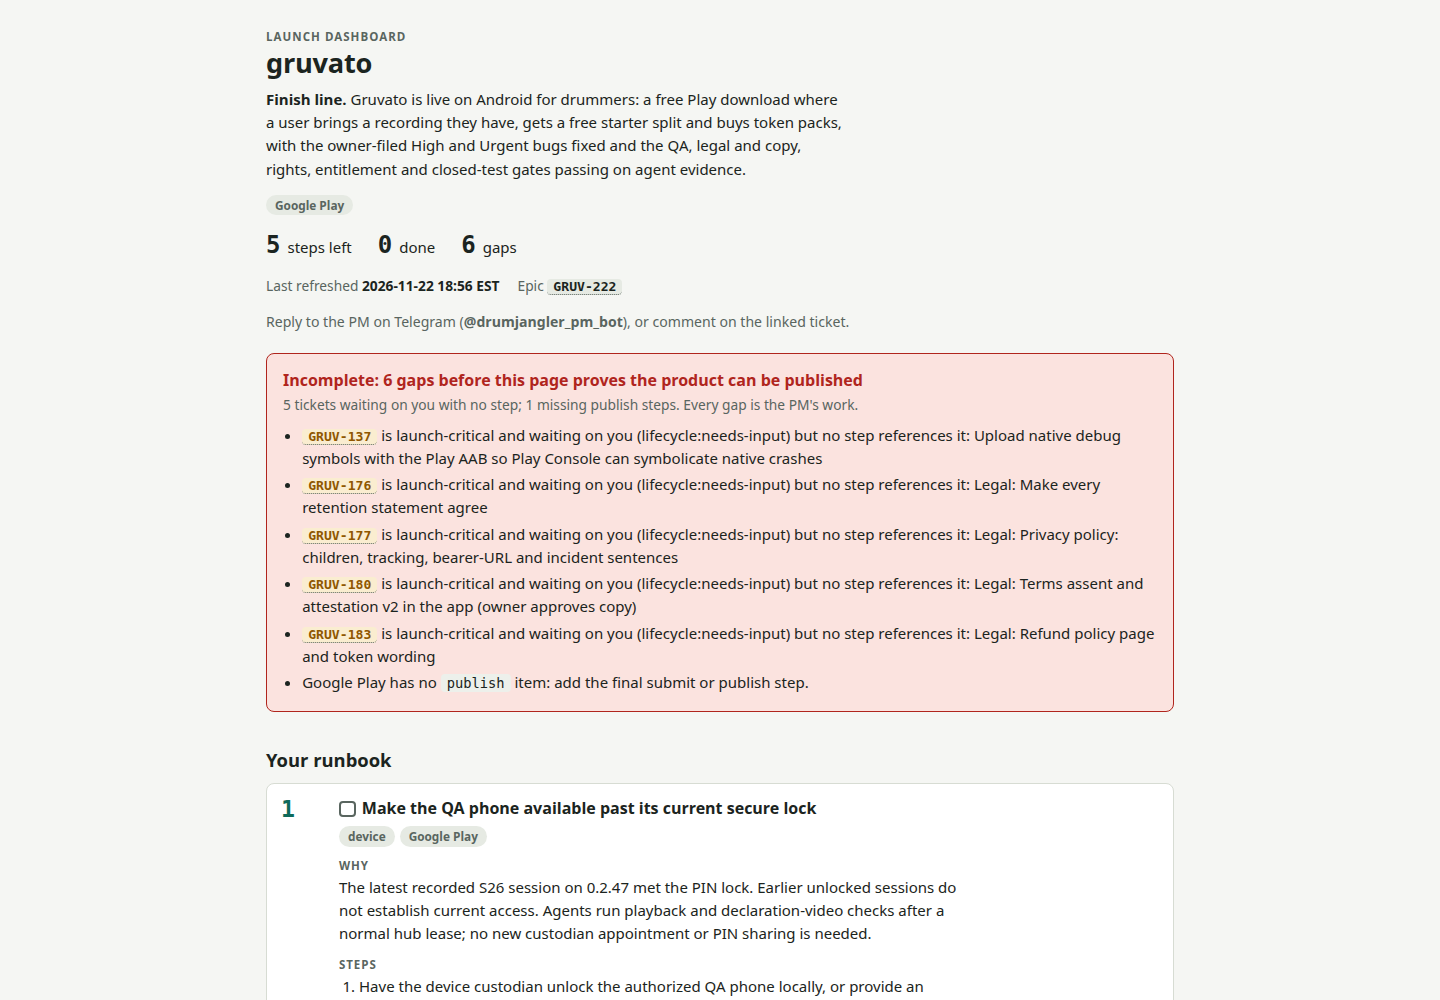 LAUNCH DASHBOARD
gruvato
Finish line. Gruvato is live on Android for drummers: a free Play download where
a user brings a recording they have, gets a free starter split and buys token packs,
with the owner-filed High and Urgent bugs fixed and the QA, legal and copy,
rights, entitlement and closed-test gates passing on agent evidence.
Google Play
5 steps left 0 done 6 gaps
Last refreshed 2026-11-22 18:56 EST Epic GRUV-222
Reply to the PM on Telegram (@drumjangler_pm_bot), or comment on the linked ticket.
Incomplete: 6 gaps before this page proves the product can be published
5 tickets waiting on you with no step; 1 missing publish steps. Every gap is the PM's work.
• GRUV-137 is launch-critical and waiting on you (lifecycle:needs-input) but no step references it: Upload native debug
symbols with the Play AAB so Play Console can symbolicate native crashes
• GRUV-176 is launch-critical and waiting on you (lifecycle:needs-input) but no step references it: Legal: Make every
retention statement agree
• GRUV-177 is launch-critical and waiting on you (lifecycle:needs-input) but no step references it: Legal: Privacy policy:
children, tracking, bearer-URL and incident sentences
• GRUV-180 is launch-critical and waiting on you (lifecycle:needs-input) but no step references it: Legal: Terms assent and
attestation v2 in the app (owner approves copy)
• GRUV-183 is launch-critical and waiting on you (lifecycle:needs-input) but no step references it: Legal: Refund policy page
and token wording
• Google Play has no publish item: add the final submit or publish step.
Your runbook
1 Make the QA phone available past its current secure lock
device Google Play
WHY
The latest recorded S26 session on 0.2.47 met the PIN lock. Earlier unlocked sessions do
not establish current access. Agents run playback and declaration-video checks after a
normal hub lease; no new custodian appointment or PIN sharing is needed.
STEPS
1. Have the device custodian unlock the authorized QA phone locally, or provide an